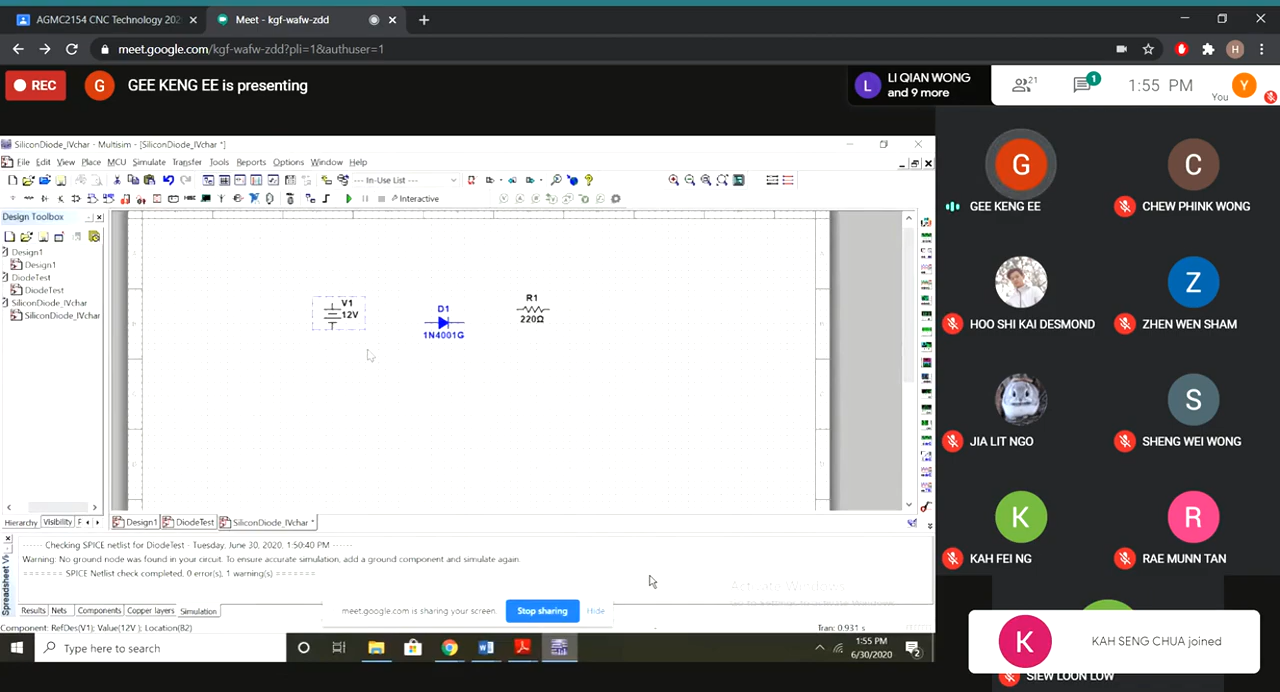 AGMC2154 CNC Technology 202
Meet - kgf-wafw-zdd
meet.google.com/kgf-wafw-zdd?pli=1&authuser=1
H
REC
G
GEE KENG EE is presenting
L
LI QIAN WONG
and 9 more
21
1
1:55 PM
You
Y
SiliconDiode_IVchar - Multisim - [SiliconDiode_IVchar *]
File Edit View Place MCU Simulate Transfer Tools Reports Options Window Help
--- In-Use List ---
Interactive
Design Toolbox
Design1
Design1
DiodeTest
DiodeTest
SiliconDiode_IVchar
SiliconDiode_IVchar
V1
12V
D1
1N4001G
R1
220Ω
Hierarchy Visibility
Design1 DiodeTest SiliconDiode_IVchar *
----- Checking SPICE netlist for DiodeTest - Tuesday, June 30, 2020, 1:50:40 PM -----
Warning: No ground node was found in your circuit. To ensure accurate simulation, add a ground component and simulate again.
======= SPICE Netlist check completed, 0 error(s), 1 warning(s) =======
Results Nets Components Copper layers Simulation
Activate Windows
meet.google.com is sharing your screen. Stop sharing Hide
Component: RefDes(V1); Value(12V ); Location(B2)
Tran: 0.931 s
Type here to search
1:55 PM
6/30/2020
2
G
GEE KENG EE
C
CHEW PHINK WONG
HOO SHI KAI DESMOND
Z
ZHEN WEN SHAM
JIA LIT NGO
S
SHENG WEI WONG
K
KAH FEI NG
R
RAE MUNN TAN
K
KAH SENG CHUA joined
SIEW LOON LOW